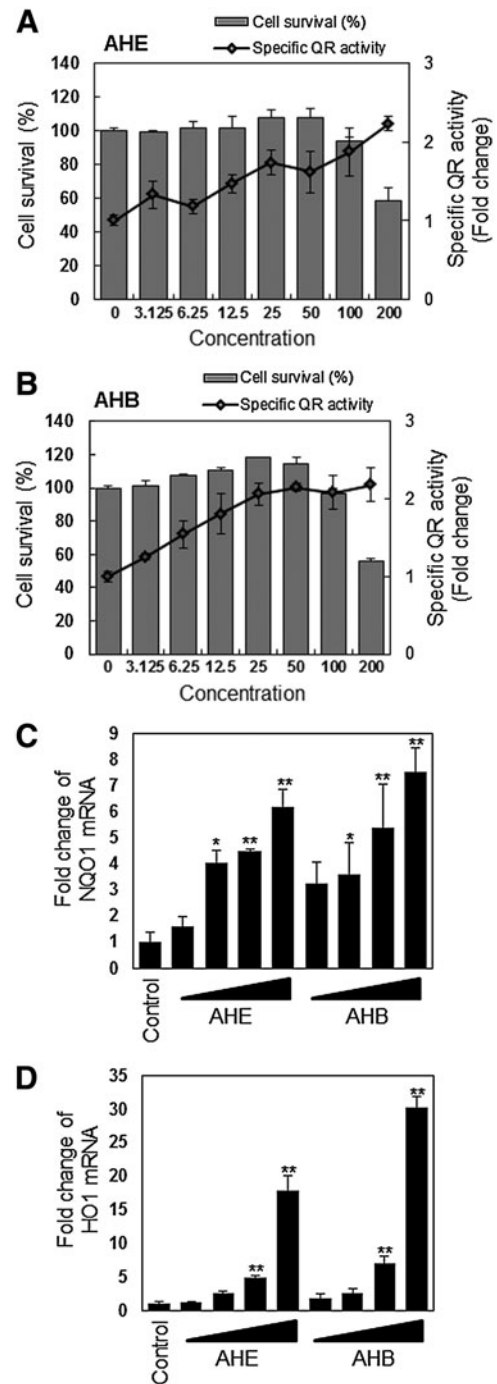 A
AHE
Cell survival (%)
Specific QR activity
140
120
100
80
60
40
20
0
Cell survival (%)
3
2
1
0
Specific QR activity
(Fold change)
0 3.125 6.25 12.5 25 50 100 200
Concentration
B
AHB
Cell survival (%)
Specific QR activity
140
120
100
80
60
40
20
0
Cell survival (%)
3
2
1
0
Specific QR activity
(Fold change)
0 3.125 6.25 12.5 25 50 100 200
Concentration
C
Fold change of
NQO1 mRNA
9
8
7
6
5
4
3
2
1
0
* ** ** * ** **
Control
AHE
AHB
D
Fold change of
HO1 mRNA
35
30
25
20
15
10
5
0
** ** ** **
Control
AHE
AHB